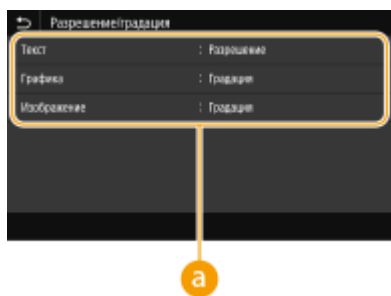 Разрешение/градация
Текст : Разрешение
Графика : Градация
Изображение : Градация
a